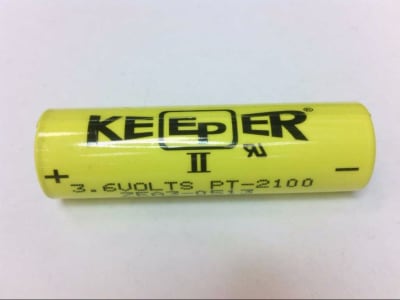 KEEPER®
II
+ -
3.6VOLTS PT-2100